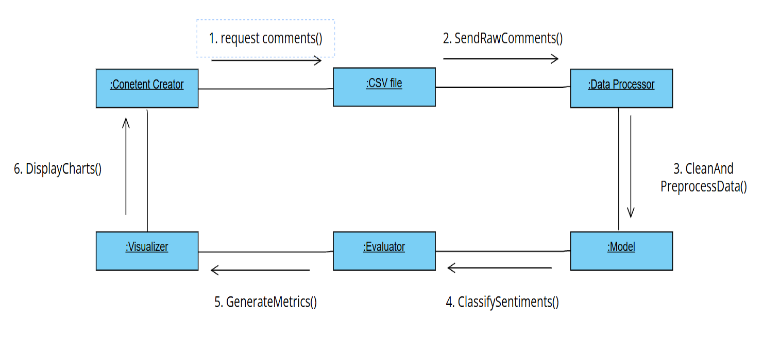 1. request comments()
2. SendRawComments()
:Conetent Creator
:CSV file
:Data Processor
6. DisplayCharts()
3. CleanAnd
PreprocessData()
:Visualizer
:Evaluator
:Model
5. GenerateMetrics()
4. ClassifySentiments()